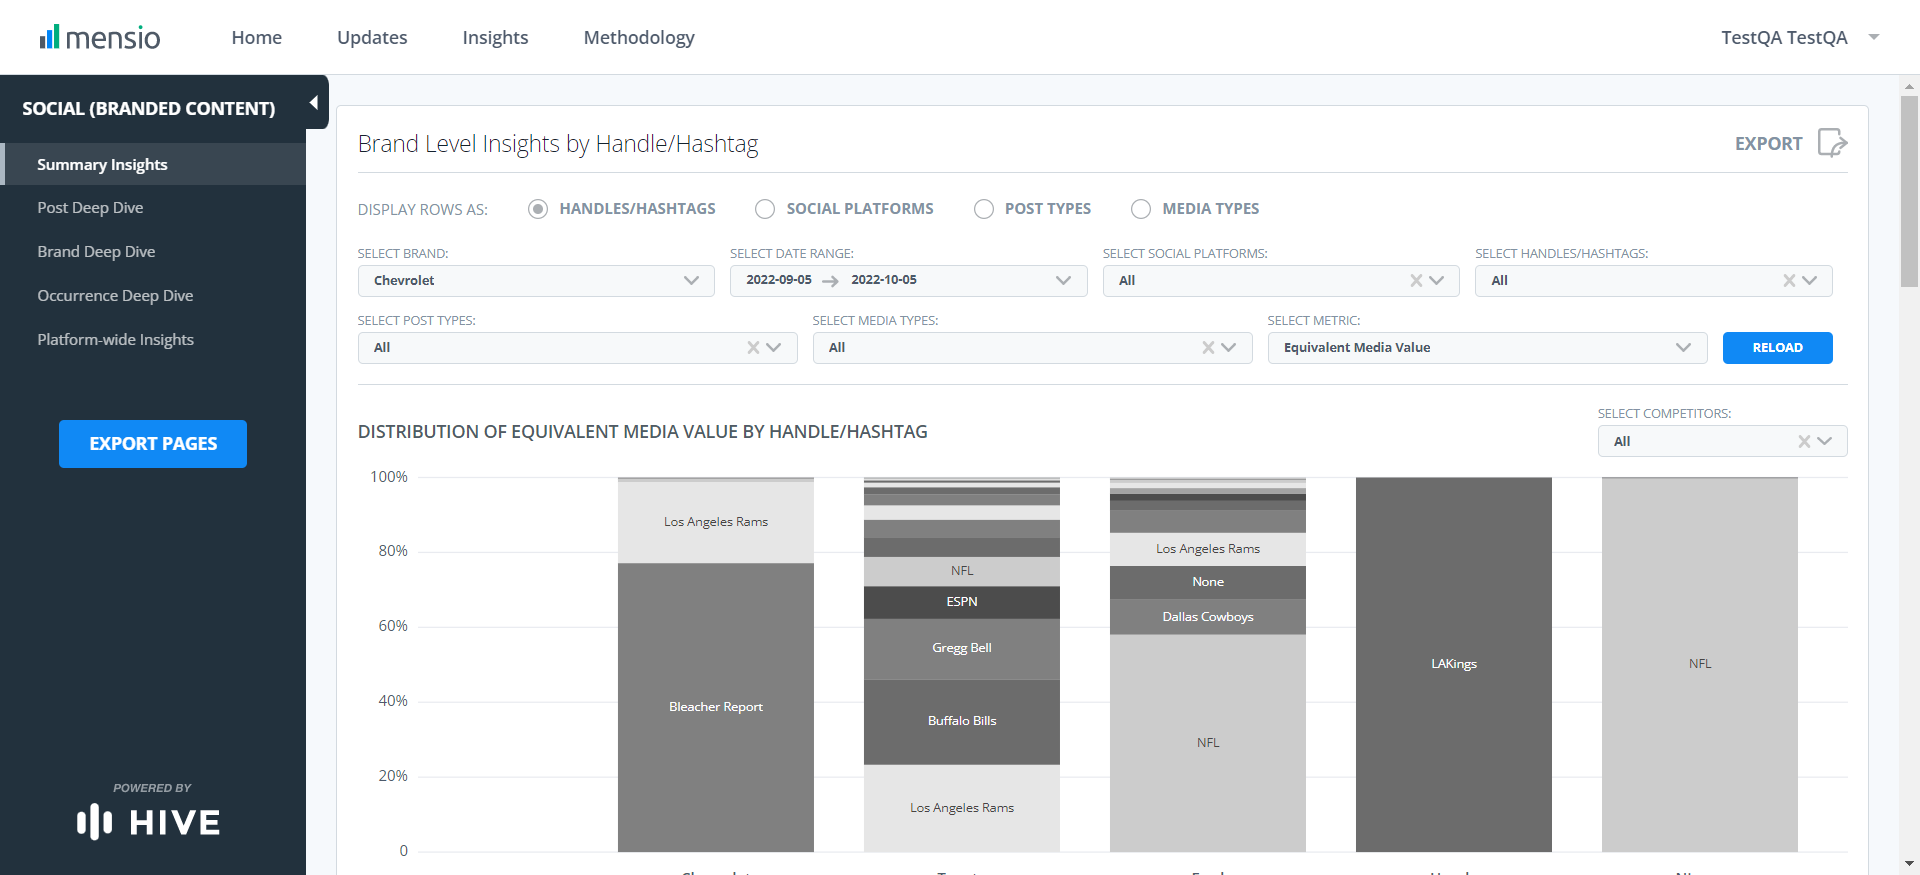 mensio
Home Updates Insights Methodology TestQA TestQA
SOCIAL (BRANDED CONTENT)
Summary Insights
Post Deep Dive
Brand Deep Dive
Occurrence Deep Dive
Platform-wide Insights
EXPORT PAGES
POWERED BY
HIVE
Brand Level Insights by Handle/Hashtag
EXPORT
DISPLAY ROWS AS: HANDLES/HASHTAGS SOCIAL PLATFORMS POST TYPES MEDIA TYPES
SELECT BRAND: SELECT DATE RANGE: SELECT SOCIAL PLATFORMS: SELECT HANDLES/HASHTAGS:
Chevrolet 2022-09-05 2022-10-05 All All
SELECT POST TYPES: SELECT MEDIA TYPES: SELECT METRIC:
All All Equivalent Media Value RELOAD
SELECT COMPETITORS:
DISTRIBUTION OF EQUIVALENT MEDIA VALUE BY HANDLE/HASHTAG
All
100%
80%
60%
40%
20%
0
Los Angeles Rams
Bleacher Report
NFL
ESPN
Gregg Bell
Buffalo Bills
Los Angeles Rams
Los Angeles Rams
None
Dallas Cowboys
NFL
LAKings
NFL